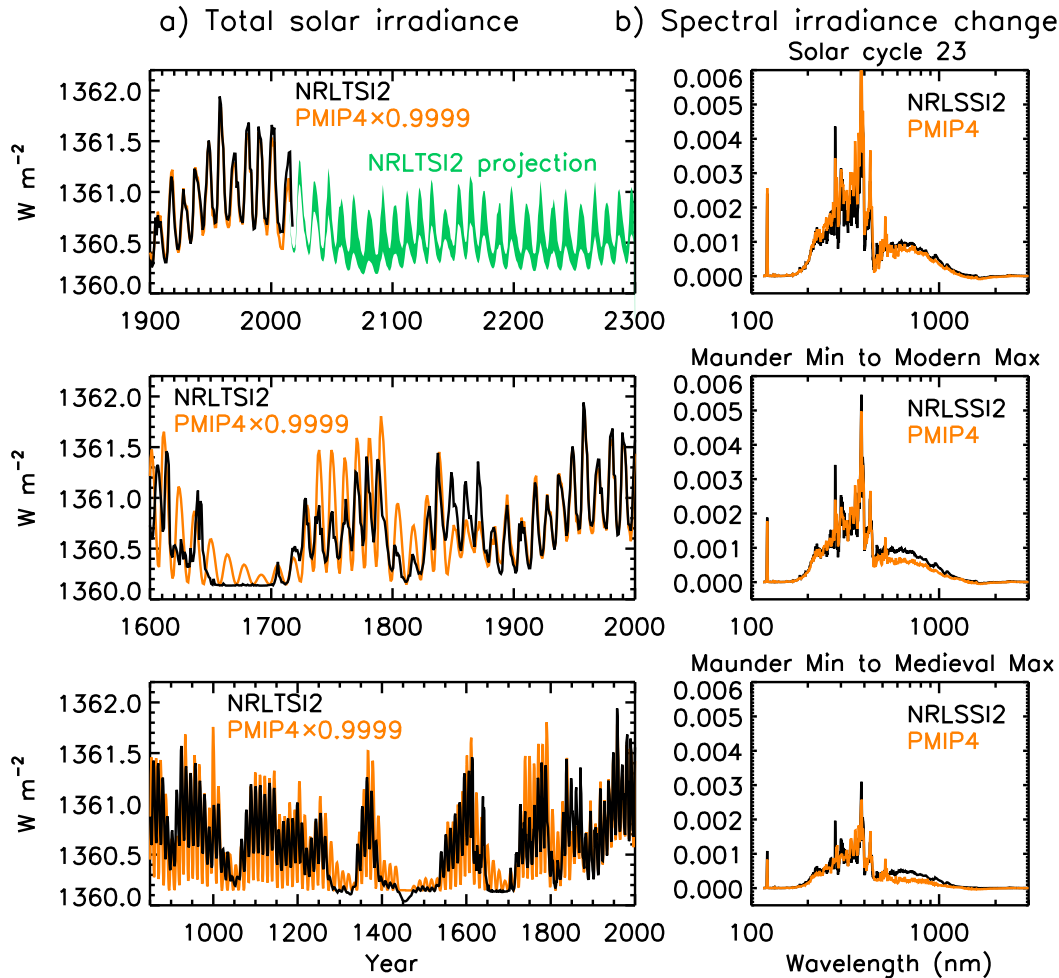 a) Total solar irradiance
b) Spectral irradiance change
1362.0
1361.5
1361.0
1360.5
1360.0
W m⁻²
NRLTSI2
PMIP4×0.9999
NRLTSI2 projection
1900 2000 2100 2200 2300
Solar cycle 23
0.006
0.005
0.004
0.003
0.002
0.001
0.000
NRLSSI2
PMIP4
100 1000
1362.0
1361.5
1361.0
1360.5
1360.0
W m⁻²
NRLTSI2
PMIP4×0.9999
1600 1700 1800 1900 2000
Maunder Min to Modern Max
0.006
0.005
0.004
0.003
0.002
0.001
0.000
NRLSSI2
PMIP4
100 1000
1362.0
1361.5
1361.0
1360.5
1360.0
W m⁻²
NRLTSI2
PMIP4×0.9999
1000 1200 1400 1600 1800 2000
Year
Maunder Min to Medieval Max
0.006
0.005
0.004
0.003
0.002
0.001
0.000
NRLSSI2
PMIP4
100 1000
Wavelength (nm)